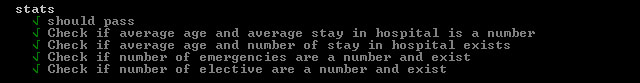 stats
√ should pass
√ Check if average age and average stay in hospital is a number
√ Check if average age and number of stay in hospital exists
√ Check if number of emergencies are a number and exist
√ Check if number of elective are a number and exist